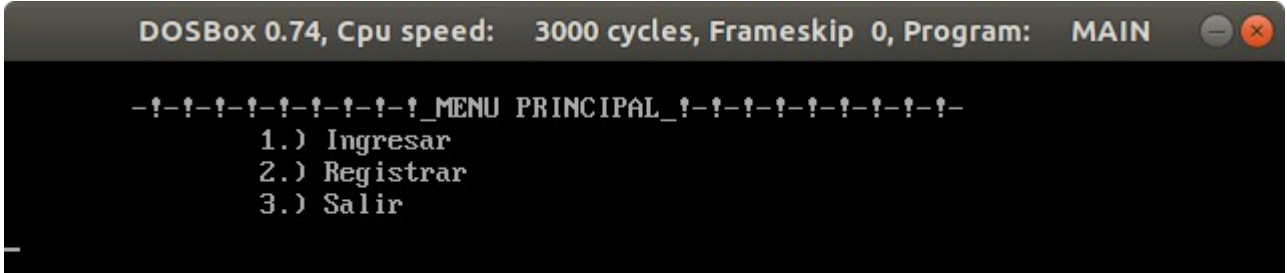 DOSBox 0.74, Cpu speed:    3000 cycles, Frameskip  0, Program:    MAIN
-!-!-!-!-!-!-!-!-!_MENU PRINCIPAL_!-!-!-!-!-!-!-!-!-
1.) Ingresar
2.) Registrar
3.) Salir